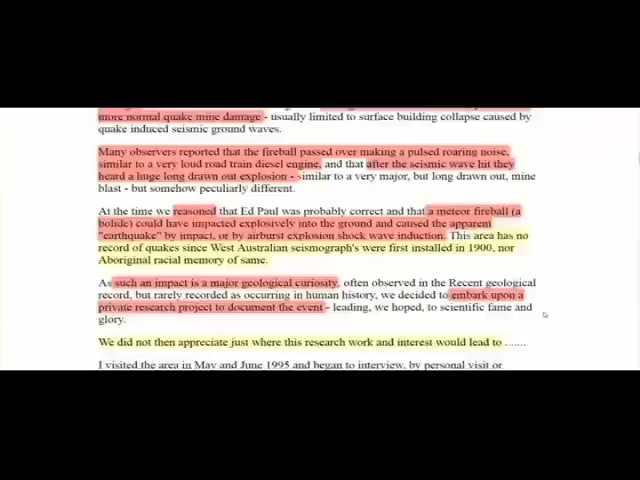 more normal quake mine damage - usually limited to surface building collapse caused by
quake induced seismic ground waves.
Many observers reported that the fireball passed over making a pulsed roaring noise,
similar to a very loud road train diesel engine, and that after the seismic wave hit they
heard a huge long drawn out explosion - similar to a very major, but long drawn out, mine
blast - but somehow peculiarly different.
At the time we reasoned that Ed Paul was probably correct and that a meteor fireball (a
bolide) could have impacted explosively into the ground and caused the apparent
"earthquake" by impact, or by airburst explosion shock wave induction. This area has no
record of quakes since West Australian seismograph's were first installed in 1900, nor
Aboriginal racial memory of same.
As such an impact is a major geological curiosity, often observed in the Recent geological
record, but rarely recorded as occurring in human history, we decided to embark upon a
private research project to document the event - leading, we hoped, to scientific fame and
glory.
We did not then appreciate just where this research work and interest would lead to .......
I visited the area in May and June 1995 and began to interview, by personal visit or